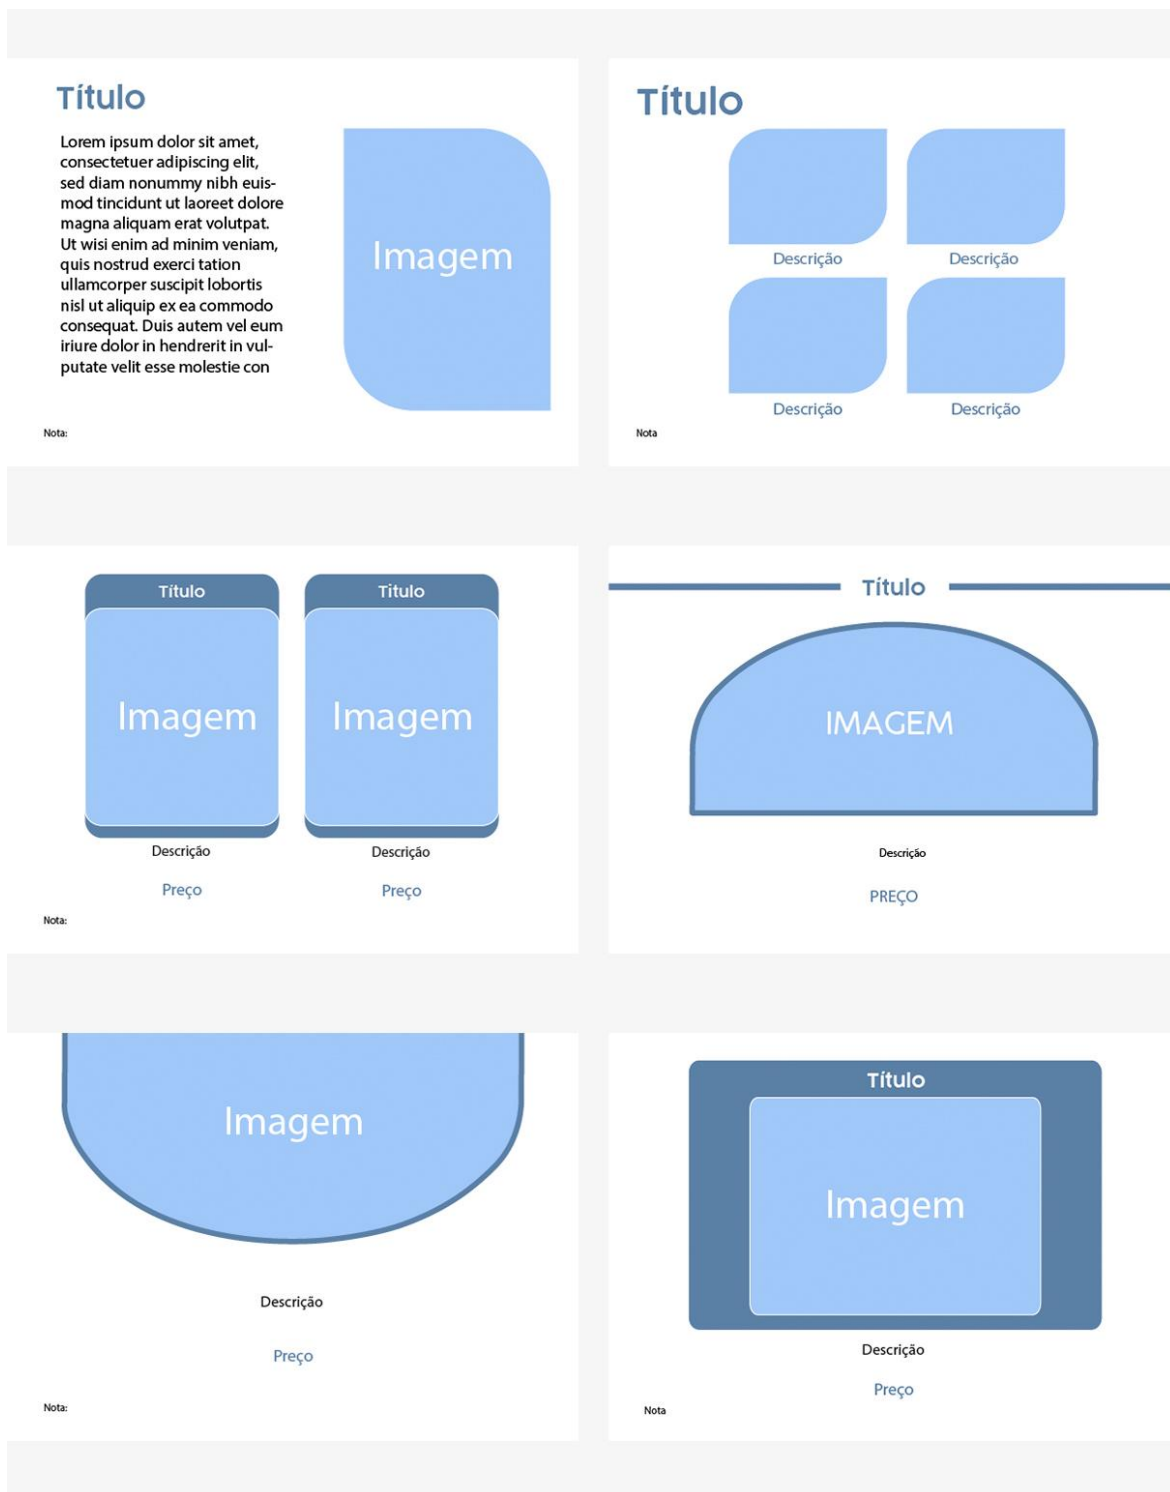 Título
Lorem ipsum dolor sit amet,
consectetuer adipiscing elit,
sed diam nonummy nibh euis-
mod tincidunt ut laoreet dolore
magna aliquam erat volutpat.
Ut wisi enim ad minim veniam,
quis nostrud exerci tation
ullamcorper suscipit lobortis
nisl ut aliquip ex ea commodo
consequat. Duis autem vel eum
iriure dolor in hendrerit in vul-
putate velit esse molestie con
Imagem
Nota:
Título
Descrição
Descrição
Descrição
Descrição
Nota
Título
Imagem
Descrição
Preço
Titulo
Imagem
Descrição
Preço
Nota:
Título
IMAGEM
Descrição
PREÇO
Imagem
Descrição
Preço
Nota:
Título
Imagem
Descrição
Preço
Nota